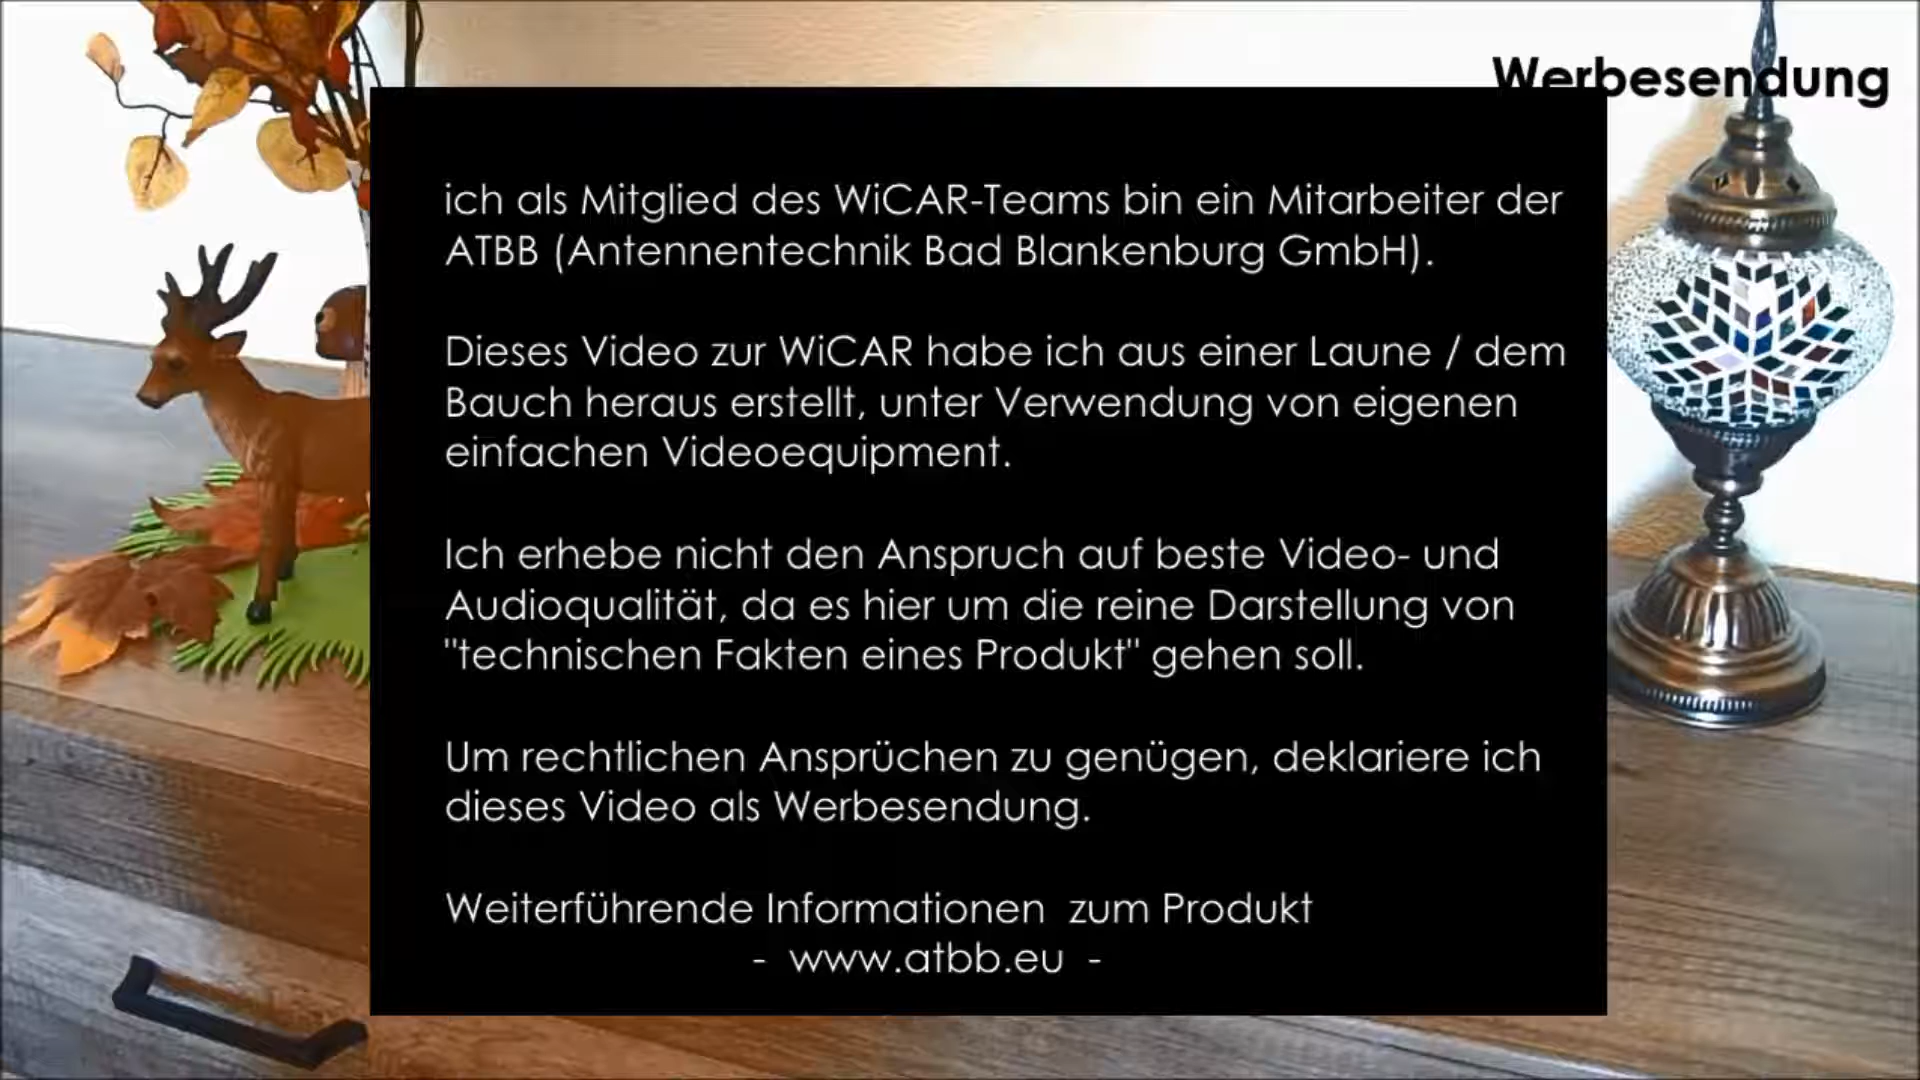 Werbesendung
ich als Mitglied des WiCAR-Teams bin ein Mitarbeiter der
ATBB (Antennentechnik Bad Blankenburg GmbH).
Dieses Video zur WiCAR habe ich aus einer Laune / dem
Bauch heraus erstellt, unter Verwendung von eigenen
einfachen Videoequipment.
Ich erhebe nicht den Anspruch auf beste Video- und
Audioqualität, da es hier um die reine Darstellung von
"technischen Fakten eines Produkt" gehen soll.
Um rechtlichen Ansprüchen zu genügen, deklariere ich
dieses Video als Werbesendung.
Weiterführende Informationen  zum Produkt
-  www.atbb.eu  -